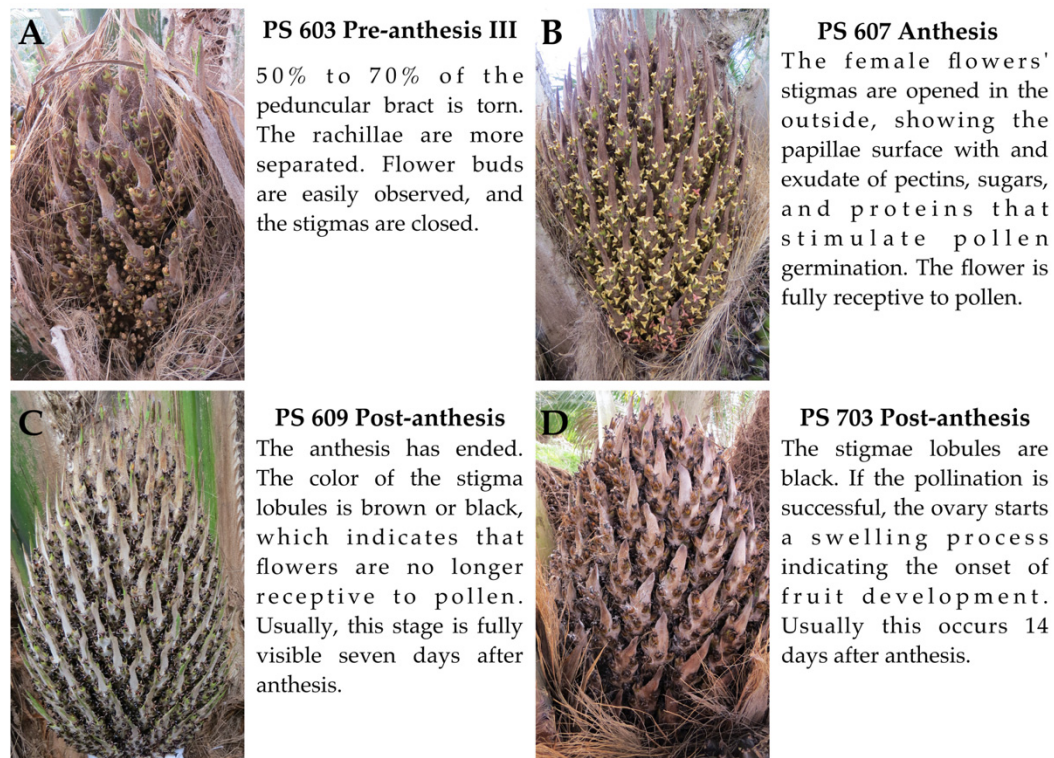 A
PS 603 Pre-anthesis III
50% to 70% of the
peduncular bract is torn.
The rachillae are more
separated. Flower buds
are easily observed, and
the stigmas are closed.
B
PS 607 Anthesis
The female flowers'
stigmas are opened in the
outside, showing the
papillae surface with and
exudate of pectins, sugars,
and proteins that
stimulate pollen
germination. The flower is
fully receptive to pollen.
C
PS 609 Post-anthesis
The anthesis has ended.
The color of the stigma
lobules is brown or black,
which indicates that
flowers are no longer
receptive to pollen.
Usually, this stage is fully
visible seven days after
anthesis.
D
PS 703 Post-anthesis
The stigmae lobules are
black. If the pollination is
successful, the ovary starts
a swelling process
indicating the onset of
fruit development.
Usually this occurs 14
days after anthesis.